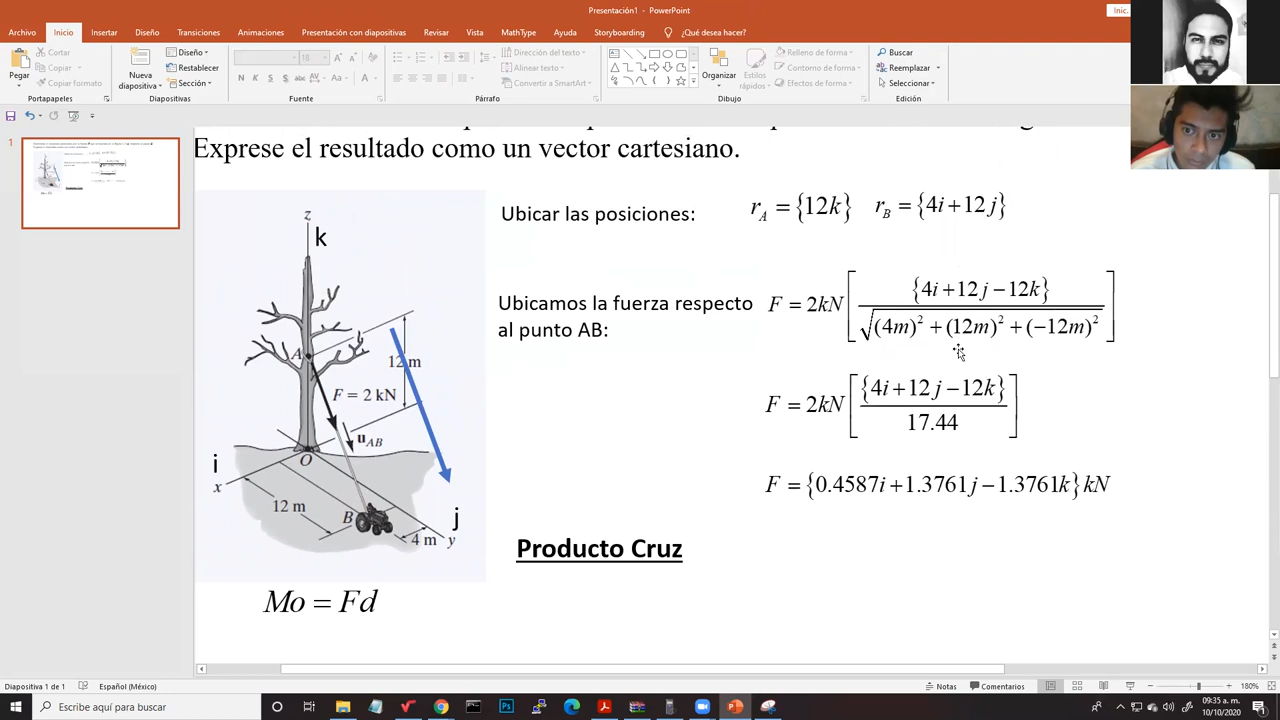 Presentación1 - PowerPoint
Inic.
Archivo
Inicio
Insertar
Diseño
Transiciones
Animaciones
Presentación con diapositivas
Revisar
Vista
MathType
Ayuda
Storyboarding
¿Qué desea hacer?
Pegar
Cortar
Copiar
Copiar formato
Portapapeles
Nueva
diapositiva
Diseño
Restablecer
Sección
Diapositivas
18
N K S
Fuente
Dirección del texto
Alinear texto
Convertir a SmartArt
Párrafo
Organizar
Estilos
rápidos
Relleno de forma
Contorno de forma
Efectos de forma
Dibujo
Buscar
Reemplazar
Seleccionar
Edición
1
Exprese el resultado como un vector cartesiano.
Ubicar las posiciones:
r_A = {12k} r_B = {4i+12j}
Ubicamos la fuerza respecto
al punto AB:
F = 2kN[{4i+12j−12k}/√((4m)²+(12m)²+(−12m)²)]
F = 2kN[{4i+12j−12k}/17.44]
F = {0.4587i+1.3761j−1.3761k}kN
Producto Cruz
z
k
A
12 m
F = 2 kN
u_AB
O
i
x
12 m
B
j
4 m
y
Mo = Fd
Diapositiva 1 de 1
Español (México)
Notas
Comentarios
180%
Escribe aquí para buscar
09:35 a. m.
10/10/2020